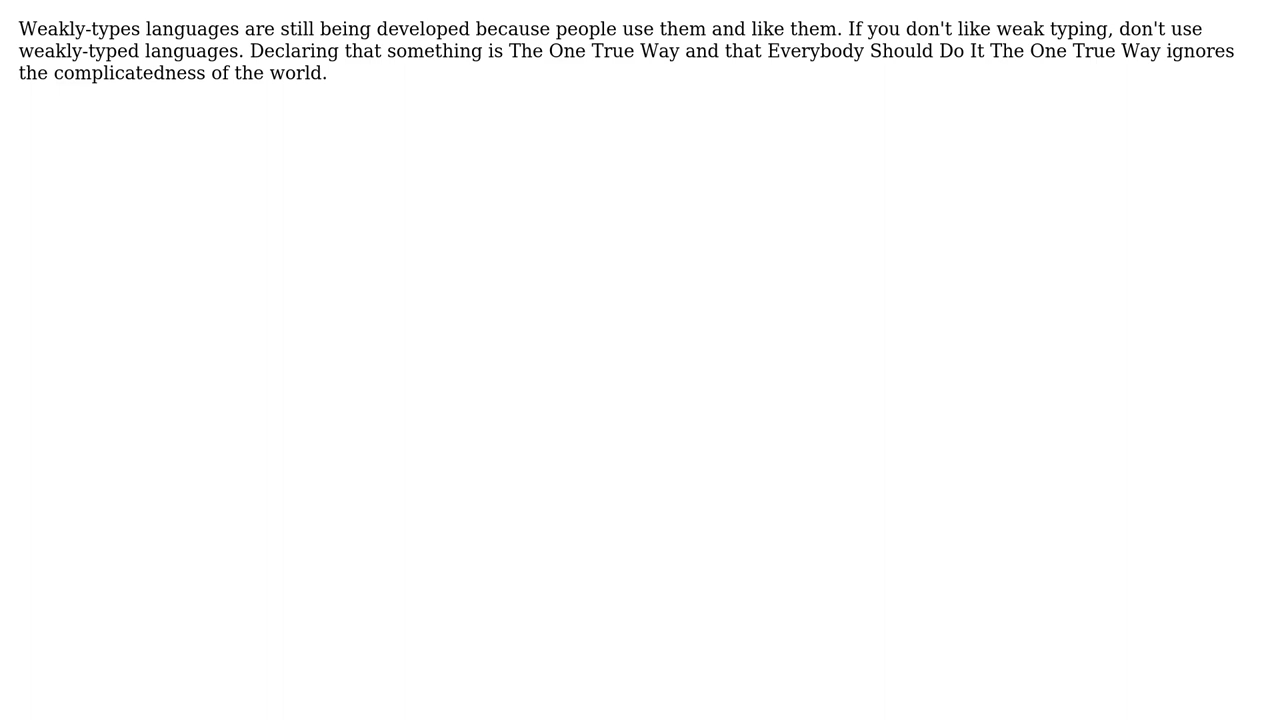 Weakly-types languages are still being developed because people use them and like them. If you don't like weak typing, don't use
weakly-typed languages. Declaring that something is The One True Way and that Everybody Should Do It The One True Way ignores
the complicatedness of the world.